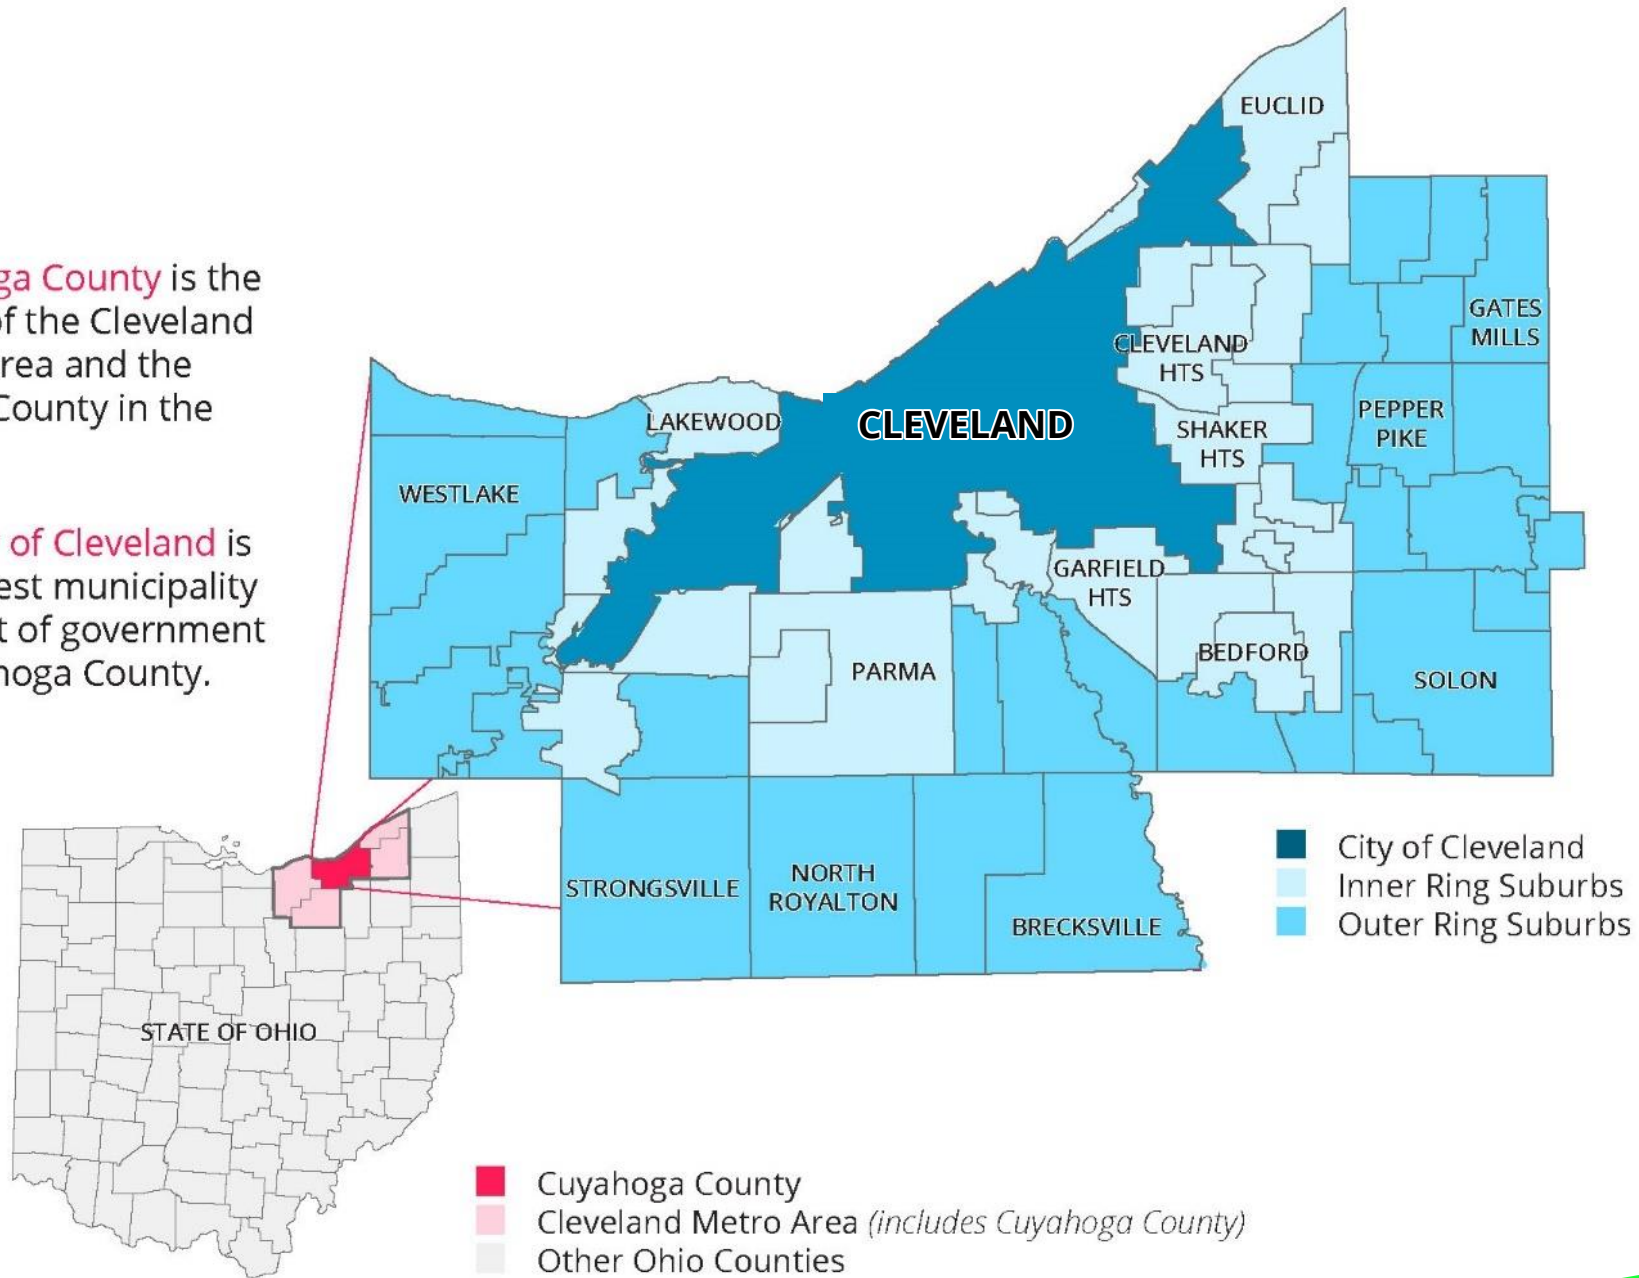 ga County is the
of the Cleveland
rea and the
County in the
of Cleveland is
est municipality
t of government
hoga County.
EUCLID
GATES
MILLS
CLEVELAND
HTS
LAKEWOOD
CLEVELAND
PEPPER
PIKE
SHAKER
HTS
WESTLAKE
GARFIELD
HTS
BEDFORD
PARMA
SOLON
STRONGSVILLE
NORTH
ROYALTON
BRECKSVILLE
City of Cleveland
Inner Ring Suburbs
Outer Ring Suburbs
STATE OF OHIO
Cuyahoga County
Cleveland Metro Area (includes Cuyahoga County)
Other Ohio Counties